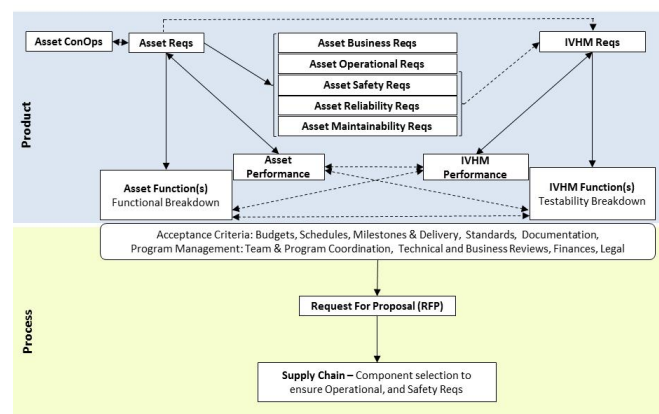 Asset ConOps
Asset Reqs
Asset Business Reqs
Asset Operational Reqs
Asset Safety Reqs
Asset Reliability Reqs
Asset Maintainability Reqs
IVHM Reqs
Product
Asset
Performance
IVHM
Performance
Asset Function(s)
Functional Breakdown
IVHM Function(s)
Testability Breakdown
Acceptance Criteria: Budgets, Schedules, Milestones & Delivery, Standards, Documentation,
Program Management: Team & Program Coordination, Technical and Business Reviews, Finances, Legal
Process
Request For Proposal (RFP)
Supply Chain – Component selection to
ensure Operational, and Safety Reqs